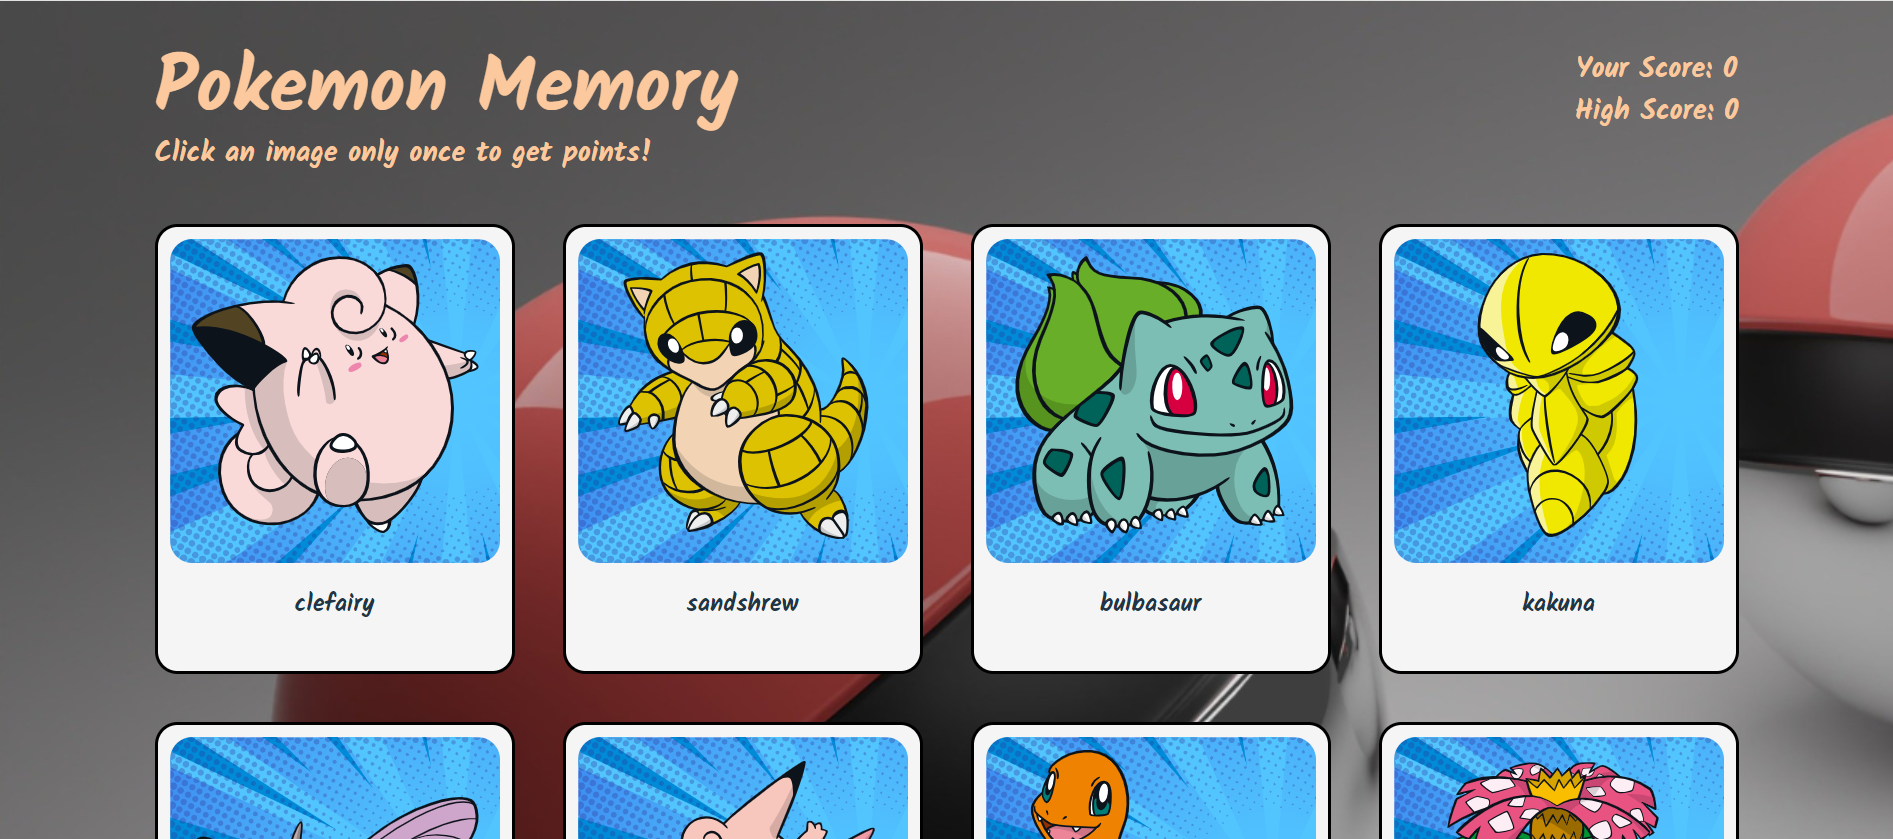 Pokemon Memory
Click an image only once to get points!
Your Score: 0
High Score: 0
clefairy
sandshrew
bulbasaur
kakuna